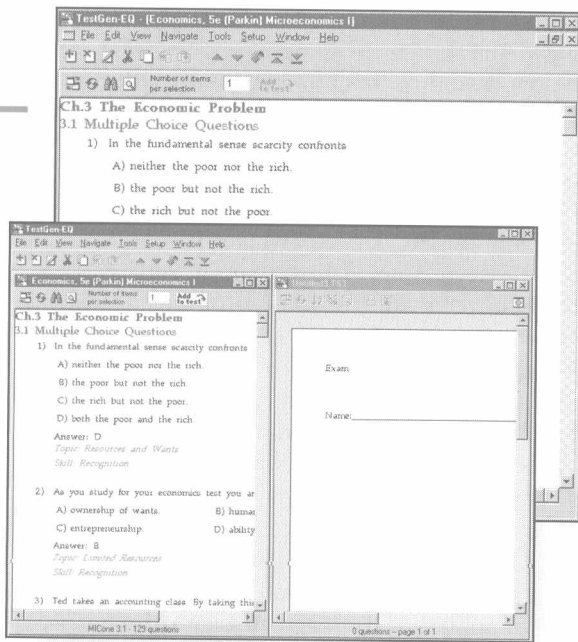 TestGen-EQ - [Economics, 5e (Parkin) Microeconomics I]
File Edit View Navigate Tools Setup Window Help
Number of items per selection 1 Add to test
Ch.3 The Economic Problem
3.1 Multiple Choice Questions
1) In the fundamental sense scarcity confronts
A) neither the poor nor the rich.
B) the poor but not the rich.
C) the rich but not the poor.
TestGen-EQ
File Edit View Navigate Tools Setup Window Help
Economics, 5e (Parkin) Microeconomics I
Number of items per selection 1 Add to test
Ch.3 The Economic Problem
3.1 Multiple Choice Questions
1) In the fundamental sense scarcity confronts
A) neither the poor nor the rich.
B) the poor but not the rich
C) the rich but not the poor.
D) both the poor and the rich
Answer: D
Topic: Resources and Wants
Skill: Recognition
2) As you study for your economics test you ar
A) ownership of wants. B) human
C) entrepreneurship. D) ability
Answer: B
Topic: Limited Resources
Skill: Recognition
3) Ted takes an accounting class By taking this
MICone 3.1 - 129 questions
Exam
Name:
0 questions - page 1 of 1